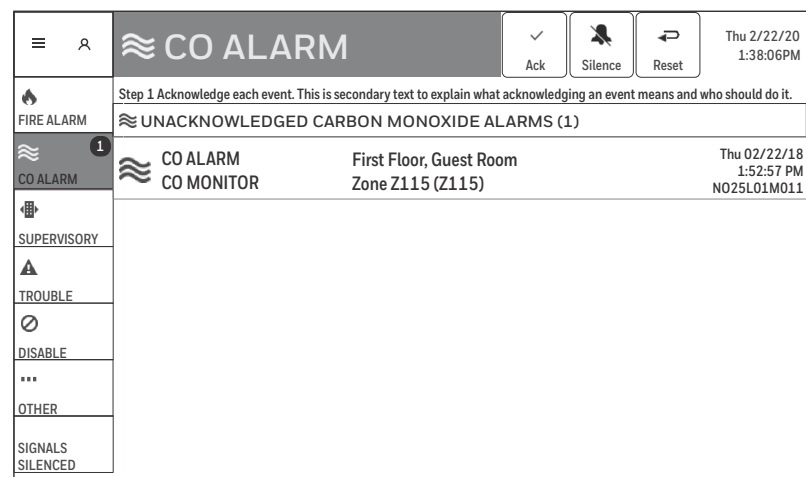 CO ALARM
Ack
Silence
Reset
Thu 2/22/20
1:38:06PM
Step 1 Acknowledge each event. This is secondary text to explain what acknowledging an event means and who should do it.
FIRE ALARM
UNACKNOWLEDGED CARBON MONOXIDE ALARMS (1)
1
CO ALARM
CO ALARM
CO MONITOR
First Floor, Guest Room
Zone Z115 (Z115)
Thu 02/22/18
1:52:57 PM
N025L01M011
SUPERVISORY
TROUBLE
DISABLE
OTHER
SIGNALS
SILENCED